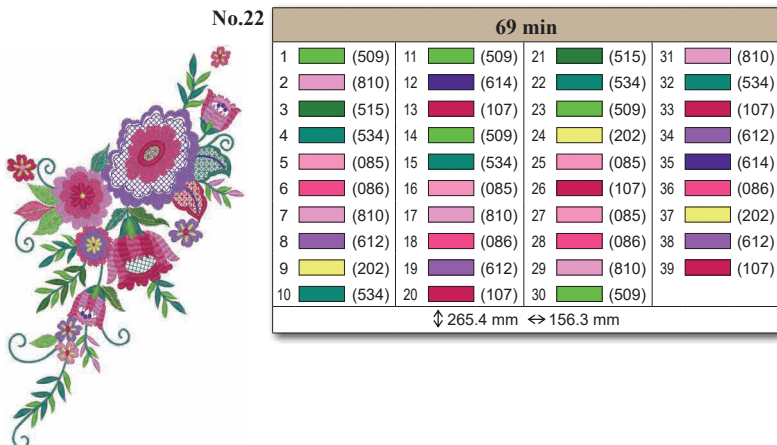 No.22
69 min
1 (509) 11 (509) 21 (515) 31 (810)
2 (810) 12 (614) 22 (534) 32 (534)
3 (515) 13 (107) 23 (509) 33 (107)
4 (534) 14 (509) 24 (202) 34 (612)
5 (085) 15 (534) 25 (085) 35 (614)
6 (086) 16 (085) 26 (107) 36 (086)
7 (810) 17 (810) 27 (085) 37 (202)
8 (612) 18 (086) 28 (086) 38 (612)
9 (202) 19 (612) 29 (810) 39 (107)
10 (534) 20 (107) 30 (509)
265.4 mm 156.3 mm